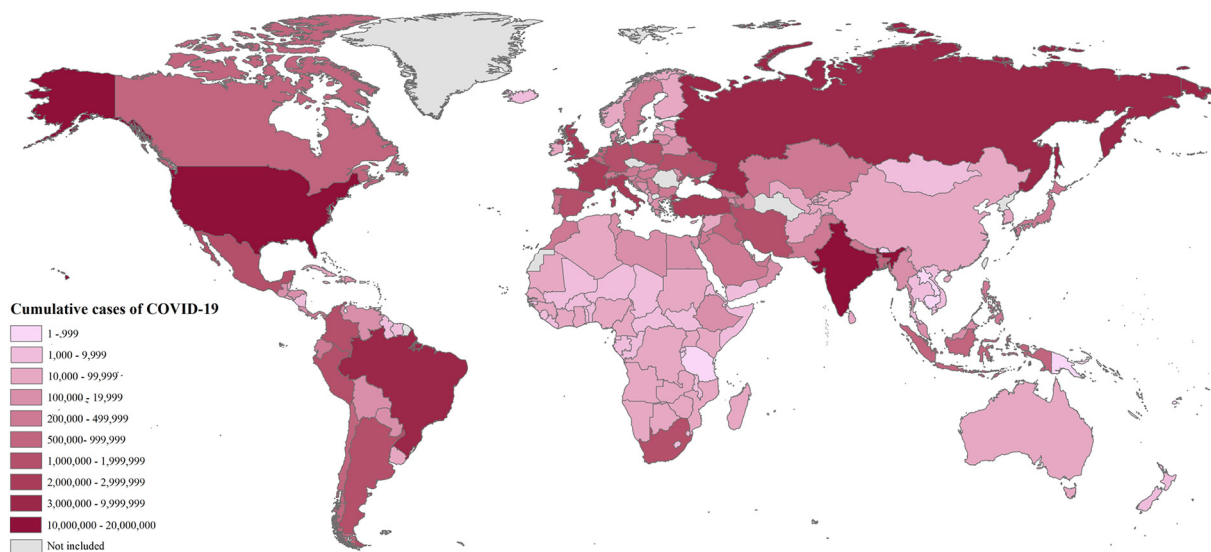 Cumulative cases of COVID-19
1 - 999
1,000 - 9,999
10,000 - 99,999
100,000 - 19,999
200,000 - 499,999
500,000- 999,999
1,000,000 - 1,999,999
2,000,000 - 2,999,999
3,000,000 - 9,999,999
10,000,000 - 20,000,000
Not included